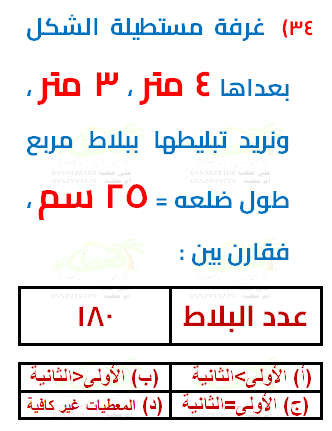 ٣٤) غرفة مستطيلة الشكل
بعداها ٤ متر ، ٣ متر ،
ونريد تبليطها ببلاط مربع
طول ضلعه = ٢٥ سم ،
فقارن بين :
عدد البلاط ١٨٠
(أ) الأولى>الثانية (ب) الأولى<الثانية
(ج) الأولى=الثانية (د) المعطيات غير كافية